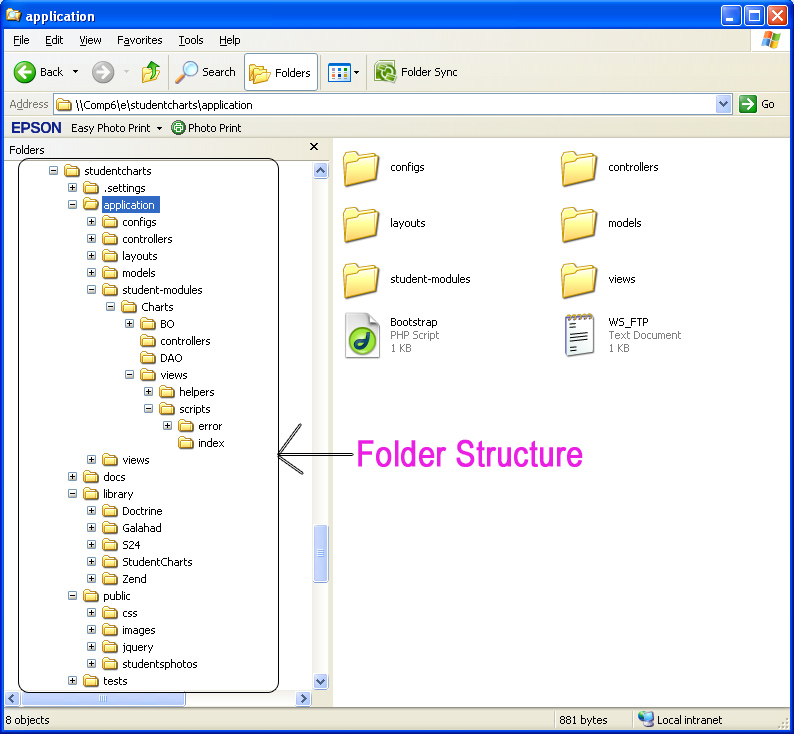 application
File Edit View Favorites Tools Help
Back Search Folders Folder Sync
Address \\Comp6\e\studentcharts\application Go
EPSON Easy Photo Print Photo Print
Folders
studentcharts
.settings
application
configs
controllers
layouts
models
student-modules
Charts
BO
controllers
DAO
views
helpers
scripts
error
index
views
docs
library
Doctrine
Galahad
S24
StudentCharts
Zend
public
css
images
jquery
studentsphotos
tests
configs controllers
layouts models
student-modules views
Bootstrap
PHP Script
1 KB
WS_FTP
Text Document
1 KB
Folder Structure
8 objects 881 bytes Local intranet